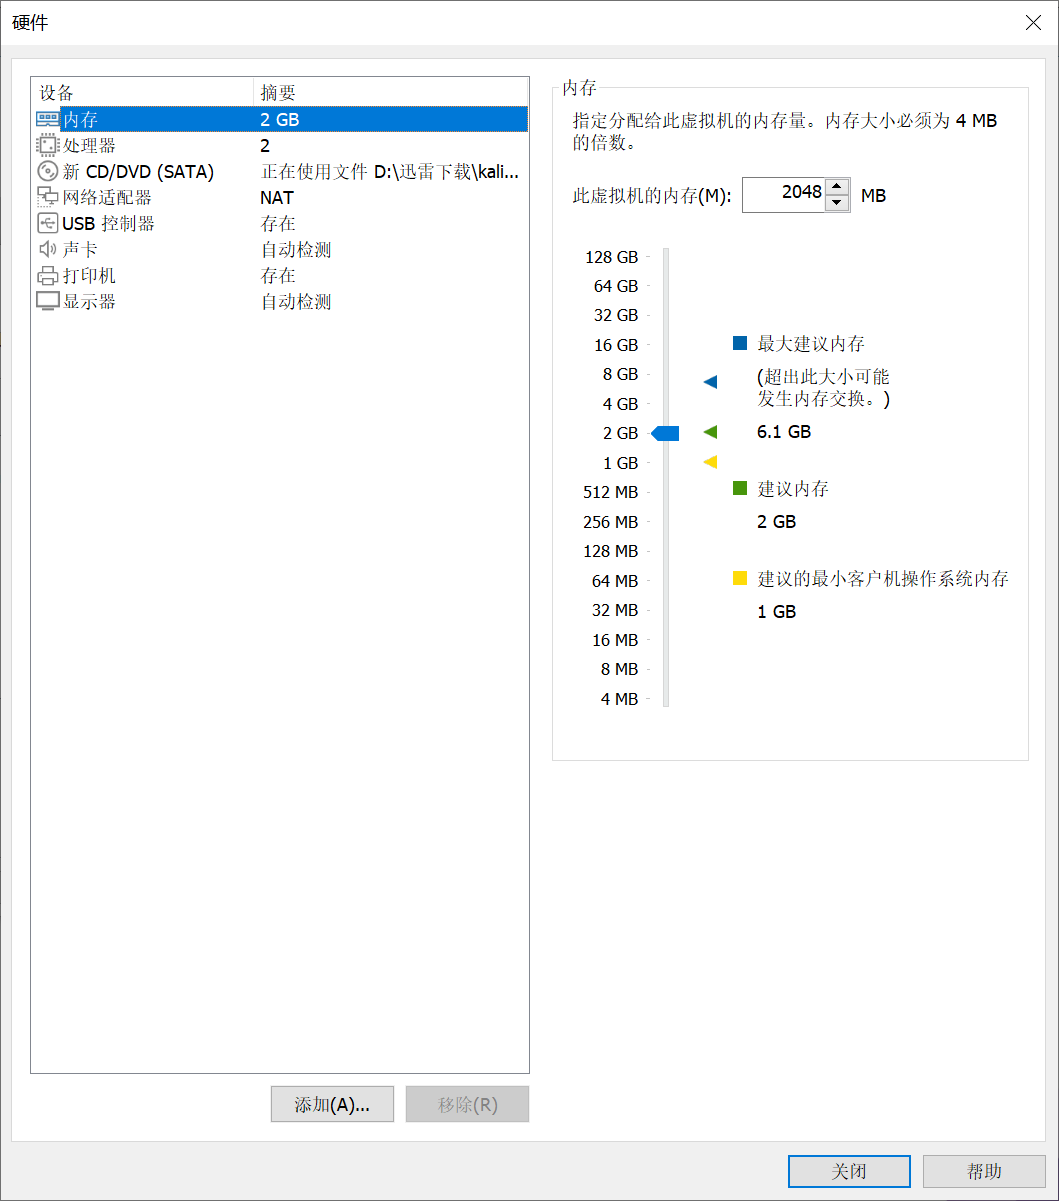 硬件
设备 摘要
内存 2 GB
处理器 2
新 CD/DVD (SATA) 正在使用文件 D:\迅雷下载\kali...
网络适配器 NAT
USB 控制器 存在
声卡 自动检测
打印机 存在
显示器 自动检测
添加(A)... 移除(R)
内存
指定分配给此虚拟机的内存量。内存大小必须为 4 MB
的倍数。
此虚拟机的内存(M): 2048 MB
128 GB
64 GB
32 GB
16 GB
8 GB
4 GB
2 GB
1 GB
512 MB
256 MB
128 MB
64 MB
32 MB
16 MB
8 MB
4 MB
最大建议内存
(超出此大小可能
发生内存交换。)
6.1 GB
建议内存
2 GB
建议的最小客户机操作系统内存
1 GB
关闭 帮助